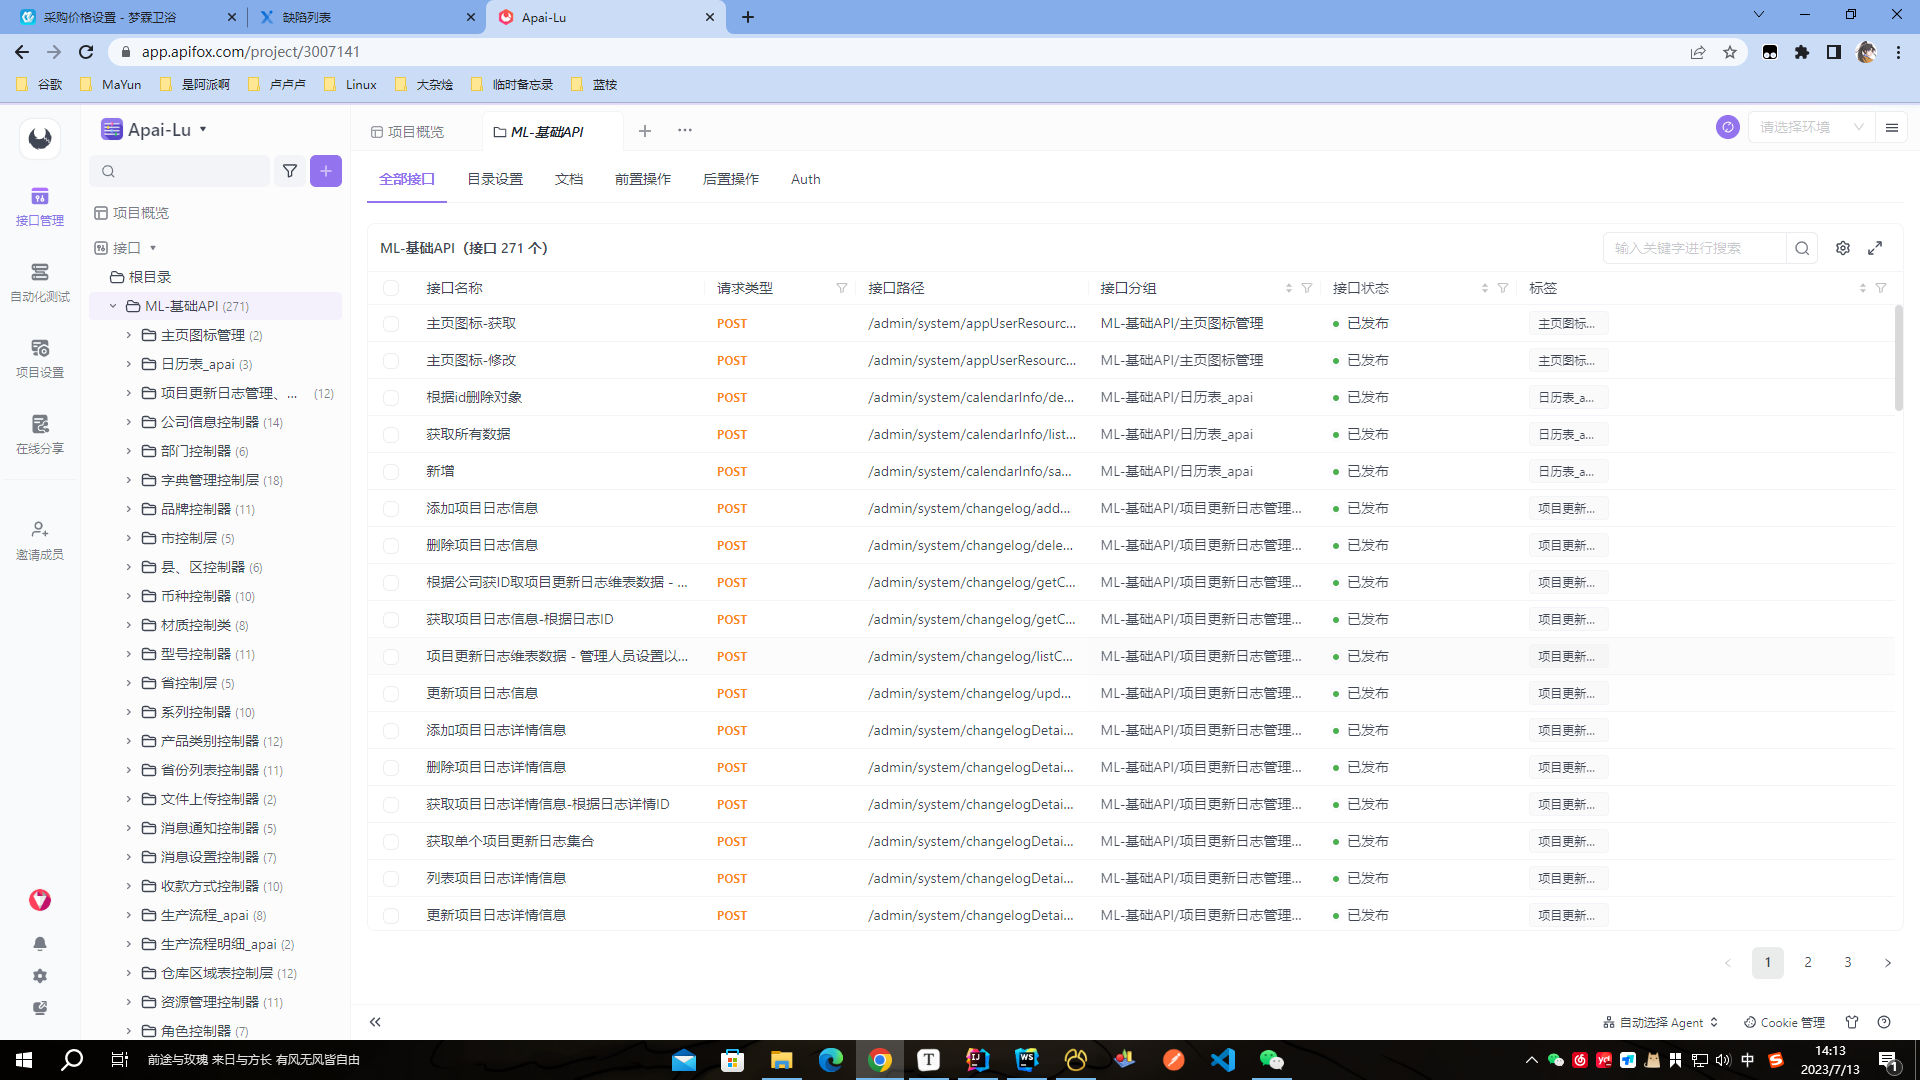 采购价格设置 - 梦霖卫浴
缺陷列表
Apai-Lu
app.apifox.com/project/3007141
谷歌
MaYun
是阿派啊
卢卢卢
Linux
大杂烩
临时备忘录
蓝桉
接口管理
自动化测试
项目设置
在线分享
邀请成员
Apai-Lu
项目概览
接口
根目录
ML-基础API (271)
主页图标管理 (2)
日历表_apai (3)
项目更新日志管理、... (12)
公司信息控制器 (14)
部门控制器 (6)
字典管理控制层 (18)
品牌控制器 (11)
市控制层 (5)
县、区控制器 (6)
币种控制器 (10)
材质控制类 (8)
型号控制器 (11)
省控制层 (5)
系列控制器 (10)
产品类别控制器 (12)
省份列表控制器 (11)
文件上传控制器 (2)
消息通知控制器 (5)
消息设置控制器 (7)
收款方式控制器 (10)
生产流程_apai (8)
生产流程明细_apai (2)
仓库区域表控制层 (12)
资源管理控制器 (11)
角色控制器 (7)
项目概览
ML-基础API
请选择环境
全部接口 目录设置 文档 前置操作 后置操作 Auth
ML-基础API（接口 271 个）
输入关键字进行搜索
接口名称 请求类型 接口路径 接口分组 接口状态 标签
主页图标-获取 POST /admin/system/appUserResourc... ML-基础API/主页图标管理 已发布 主页图标...
主页图标-修改 POST /admin/system/appUserResourc... ML-基础API/主页图标管理 已发布 主页图标...
根据id删除对象 POST /admin/system/calendarInfo/de... ML-基础API/日历表_apai 已发布 日历表_a...
获取所有数据 POST /admin/system/calendarInfo/list... ML-基础API/日历表_apai 已发布 日历表_a...
新增 POST /admin/system/calendarInfo/sa... ML-基础API/日历表_apai 已发布 日历表_a...
添加项目日志信息 POST /admin/system/changelog/add... ML-基础API/项目更新日志管理... 已发布 项目更新...
删除项目日志信息 POST /admin/system/changelog/dele... ML-基础API/项目更新日志管理... 已发布 项目更新...
根据公司获ID取项目更新日志维表数据 - ... POST /admin/system/changelog/getC... ML-基础API/项目更新日志管理... 已发布 项目更新...
获取项目日志信息-根据日志ID POST /admin/system/changelog/getC... ML-基础API/项目更新日志管理... 已发布 项目更新...
项目更新日志维表数据 - 管理人员设置以... POST /admin/system/changelog/listC... ML-基础API/项目更新日志管理... 已发布 项目更新...
更新项目日志信息 POST /admin/system/changelog/upd... ML-基础API/项目更新日志管理... 已发布 项目更新...
添加项目日志详情信息 POST /admin/system/changelogDetai... ML-基础API/项目更新日志管理... 已发布 项目更新...
删除项目日志详情信息 POST /admin/system/changelogDetai... ML-基础API/项目更新日志管理... 已发布 项目更新...
获取项目日志详情信息-根据日志详情ID POST /admin/system/changelogDetai... ML-基础API/项目更新日志管理... 已发布 项目更新...
获取单个项目更新日志集合 POST /admin/system/changelogDetai... ML-基础API/项目更新日志管理... 已发布 项目更新...
列表项目日志详情信息 POST /admin/system/changelogDetai... ML-基础API/项目更新日志管理... 已发布 项目更新...
更新项目日志详情信息 POST /admin/system/changelogDetai... ML-基础API/项目更新日志管理... 已发布 项目更新...
1 2 3
自动选择 Agent
Cookie 管理
前途与玫瑰 来日与方长 有风无风皆自由
中
14:13
2023/7/13
1